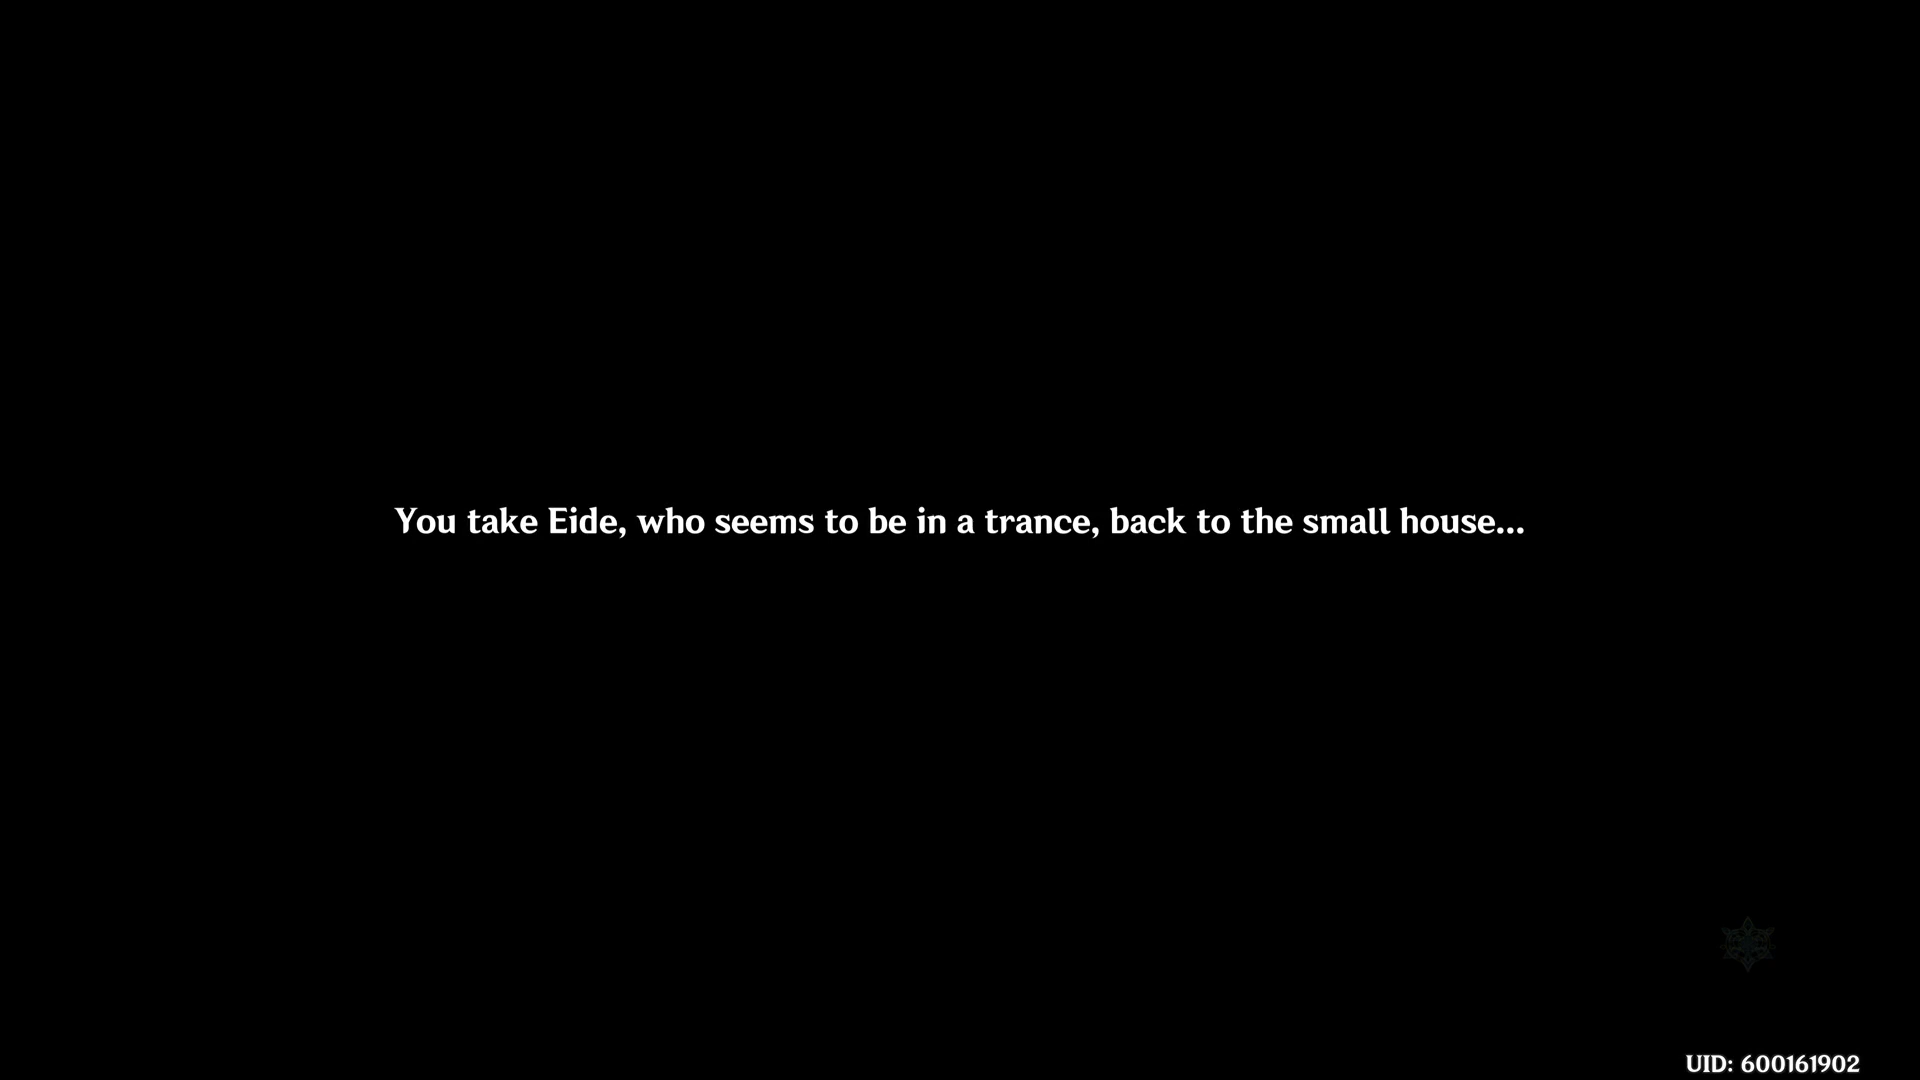 You take Eide, who seems to be in a trance, back to the small house...
UID: 600161902